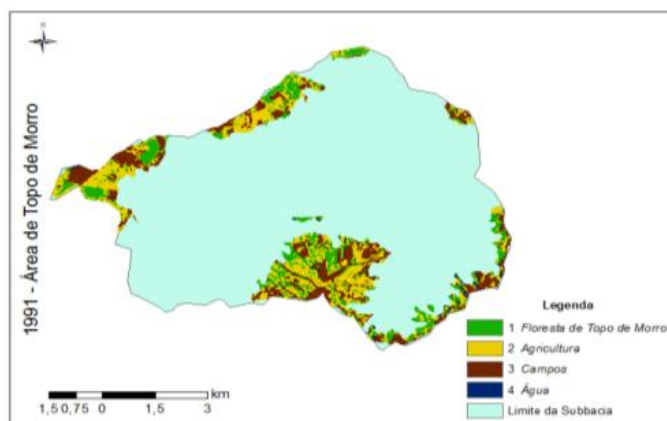 N
1991 - Área de Topo de Morro
Legenda
1 Floresta de Topo de Morro
2 Agricultura
3 Campos
4 Água
Limite da Subbacia
km
1,5 0,75 0 1,5 3